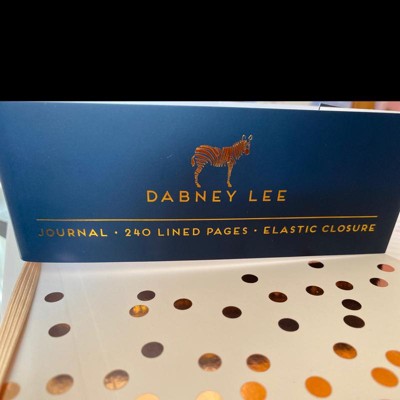 DABNEY LEE
JOURNAL • 240 LINED PAGES • ELASTIC CLOSURE